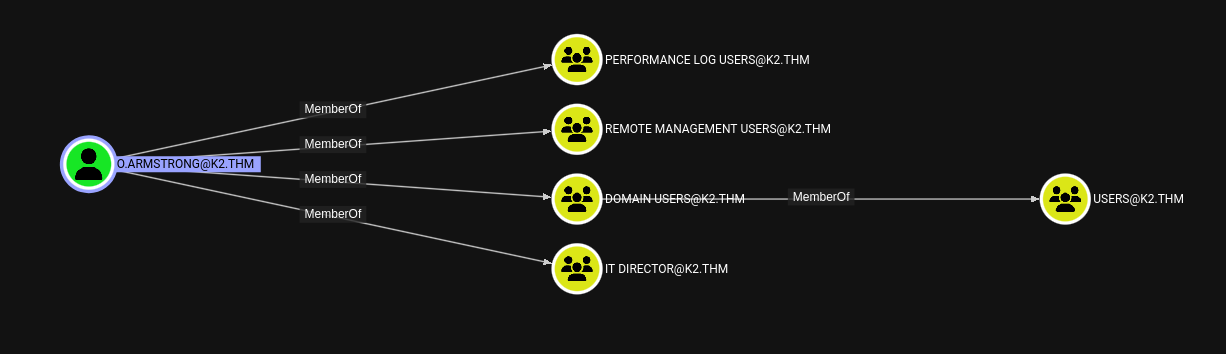 PERFORMANCE LOG USERS@K2.THM
MemberOf
REMOTE MANAGEMENT USERS@K2.THM
MemberOf
O.ARMSTRONG@K2.THM
MemberOf
DOMAIN USERS@K2.THM
MemberOf
USERS@K2.THM
MemberOf
IT DIRECTOR@K2.THM